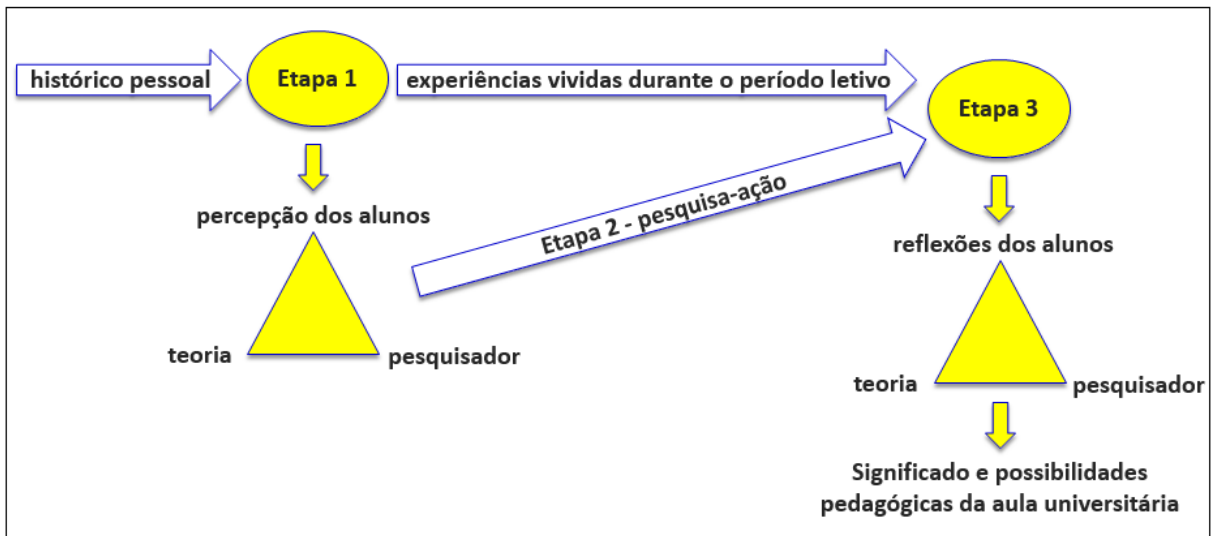 histórico pessoal
Etapa 1
experiências vividas durante o período letivo
Etapa 3
percepção dos alunos
Etapa 2 - pesquisa-ação
reflexões dos alunos
teoria
pesquisador
teoria
pesquisador
Significado e possibilidades
pedagógicas da aula universitária